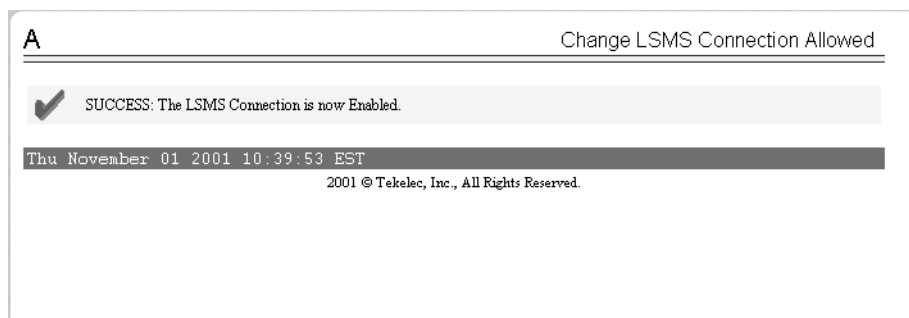 A
Change LSMS Connection Allowed
SUCCESS: The LSMS Connection is now Enabled.
Thu November 01 2001 10:39:53 EST
2001 © Tekelec, Inc., All Rights Reserved.